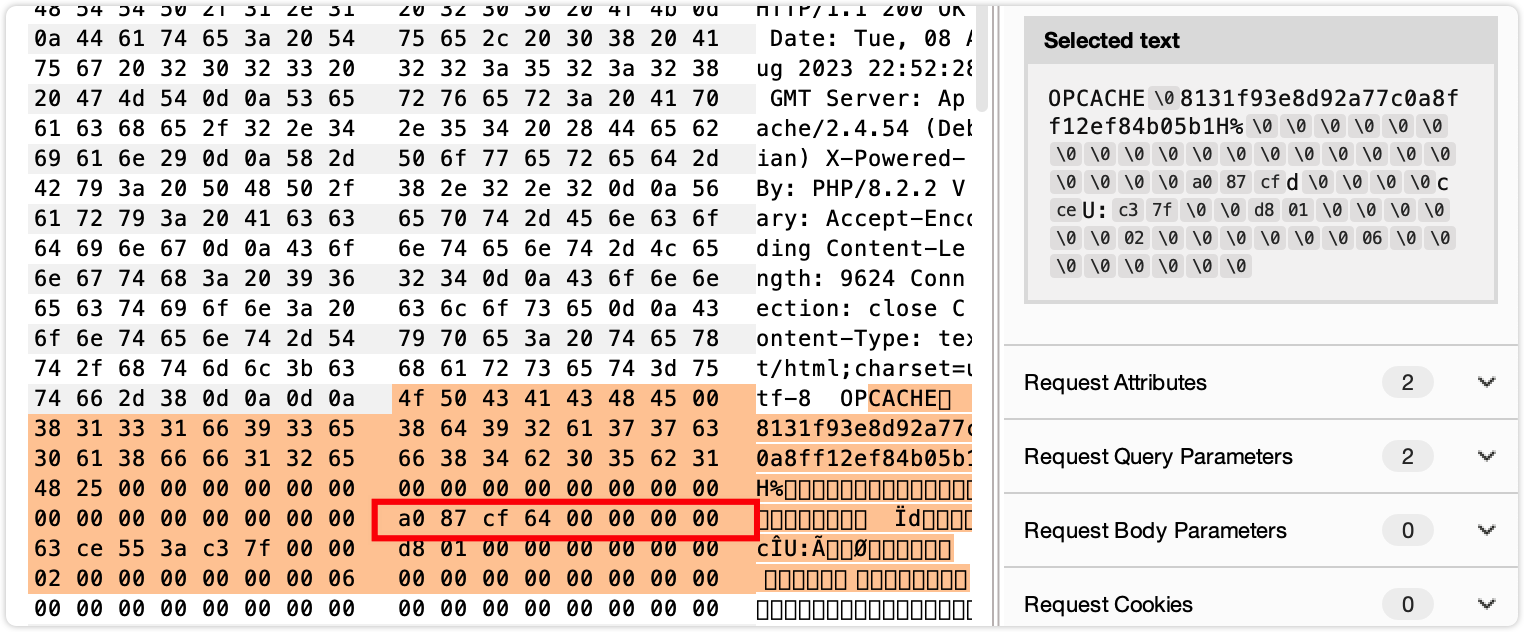 48 54 54 50 2f 31 2e 31 20 32 30 30 20 4f 4b 0d HTTP/1.1 200 OK
0a 44 61 74 65 3a 20 54 75 65 2c 20 30 38 20 41 Date: Tue, 08 A
75 67 20 32 30 32 33 20 32 32 3a 35 32 3a 32 38 ug 2023 22:52:28
20 47 4d 54 0d 0a 53 65 72 76 65 72 3a 20 41 70 GMT Server: Ap
61 63 68 65 2f 32 2e 34 2e 35 34 20 28 44 65 62 ache/2.4.54 (Deb
69 61 6e 29 0d 0a 58 2d 50 6f 77 65 72 65 64 2d ian) X-Powered-
42 79 3a 20 50 48 50 2f 38 2e 32 2e 32 0d 0a 56 By: PHP/8.2.2 V
61 72 79 3a 20 41 63 63 65 70 74 2d 45 6e 63 6f ary: Accept-Enco
64 69 6e 67 0d 0a 43 6f 6e 74 65 6e 74 2d 4c 65 ding Content-Le
6e 67 74 68 3a 20 39 36 32 34 0d 0a 43 6f 6e 6e ngth: 9624 Conn
65 63 74 69 6f 6e 3a 20 63 6c 6f 73 65 0d 0a 43 ection: close C
6f 6e 74 65 6e 74 2d 54 79 70 65 3a 20 74 65 78 ontent-Type: tex
74 2f 68 74 6d 6c 3b 63 68 61 72 73 65 74 3d 75 t/html;charset=u
74 66 2d 38 0d 0a 0d 0a 4f 50 43 41 43 48 45 00 tf-8 OPCACHE
38 31 33 31 66 39 33 65 38 64 39 32 61 37 37 63 8131f93e8d92a77c
30 61 38 66 66 31 32 65 66 38 34 62 30 35 62 31 0a8ff12ef84b05b1
48 25 00 00 00 00 00 00 00 00 00 00 00 00 00 00 H%
00 00 00 00 00 00 00 00 a0 87 cf 64 00 00 00 00 Ïd
63 ce 55 3a c3 7f 00 00 d8 01 00 00 00 00 00 00 cÎU:Ã Ø
02 00 00 00 00 00 00 06 00 00 00 00 00 00 00 00
00 00 00 00 00 00 00 00 00 00 00 00 00 00 00 00
Selected text
OPCACHE \0 8131f93e8d92a77c0a8f
f12ef84b05b1H% \0 \0 \0 \0 \0 \0
\0 \0 \0 \0 \0 \0 \0 \0 \0 \0 \0 \0
\0 \0 \0 \0 a0 87 cf d \0 \0 \0 \0 c
ce U: c3 7f \0 \0 d8 01 \0 \0 \0 \0
\0 \0 02 \0 \0 \0 \0 \0 \0 06 \0 \0
\0 \0 \0 \0 \0 \0
Request Attributes 2
Request Query Parameters 2
Request Body Parameters 0
Request Cookies 0